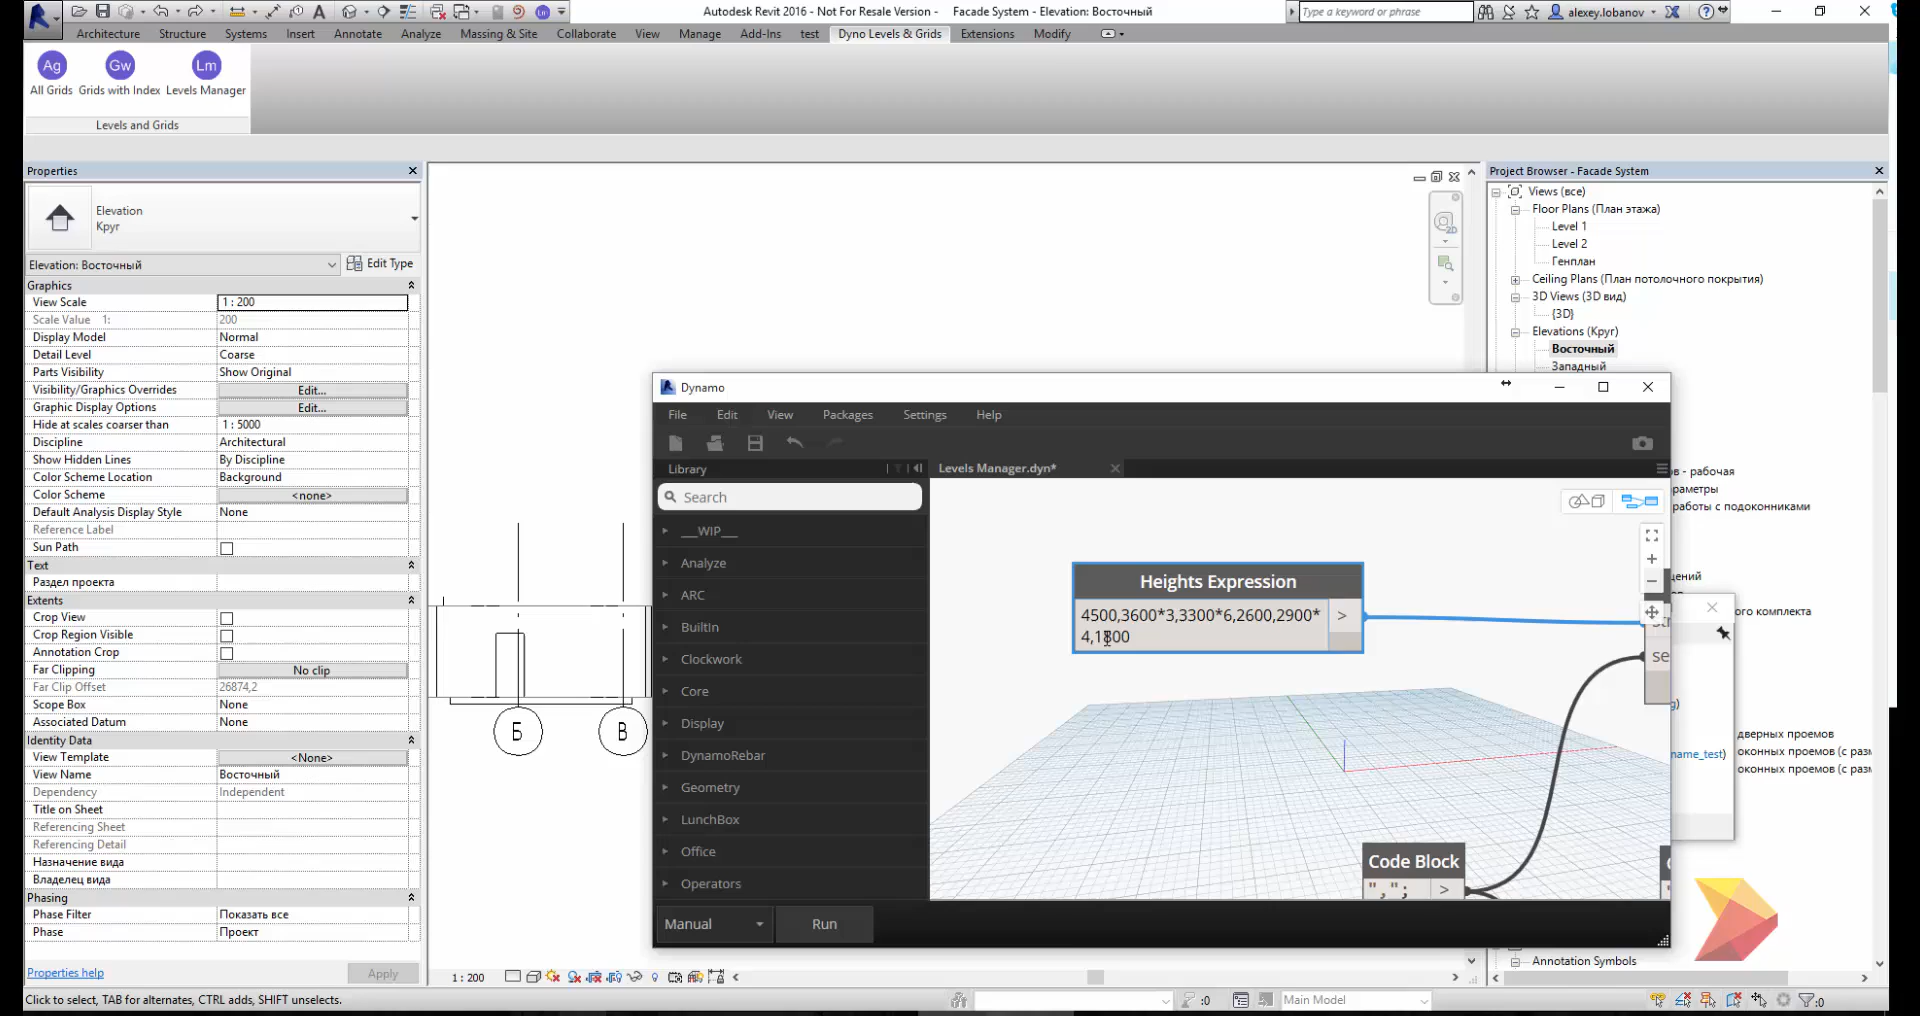 Autodesk Revit 2016 - Not For Resale Version - Facade System - Elevation: Восточный
Type a keyword or phrase
alexey.lobanov
Architecture Structure Systems Insert Annotate Analyze Massing & Site Collaborate View Manage Add-Ins test Dyno Levels & Grids Extensions Modify
Ag Gw Lm
All Grids Grids with Index Levels Manager
Levels and Grids
Properties
Elevation
Круг
Elevation: Восточный Edit Type
Graphics
View Scale 1 : 200
Scale Value 1: 200
Display Model Normal
Detail Level Coarse
Parts Visibility Show Original
Visibility/Graphics Overrides Edit...
Graphic Display Options Edit...
Hide at scales coarser than 1 : 5000
Discipline Architectural
Show Hidden Lines By Discipline
Color Scheme Location Background
Color Scheme <none>
Default Analysis Display Style None
Reference Label
Sun Path
Text
Раздел проекта
Extents
Crop View
Crop Region Visible
Annotation Crop
Far Clipping No clip
Far Clip Offset 26874,2
Scope Box None
Associated Datum None
Identity Data
View Template <None>
View Name Восточный
Dependency Independent
Title on Sheet
Referencing Sheet
Referencing Detail
Назначение вида
Владелец вида
Phasing
Phase Filter Показать все
Phase Проект
Properties help Apply
Б В
2D
Dynamo
File Edit View Packages Settings Help
Library
Levels Manager.dyn*
Search
___WIP___
Analyze
ARC
BuiltIn
Clockwork
Core
Display
DynamoRebar
Geometry
LunchBox
Office
Operators
Manual Run
Heights Expression
4500,3600*3,3300*6,2600,2900* >
4,1800
se
Code Block
","; >
Project Browser - Facade System
Views (все)
Floor Plans (План этажа)
Level 1
Level 2
Генплан
Ceiling Plans (План потолочного покрытия)
3D Views (3D вид)
{3D}
Elevations (Круг)
Восточный
Западный
в - рабочая
параметры
работы с подоконниками
щений
ого комплекта
name_test)
дверных проемов
оконных проемов (с разм
оконных проемов (с разм
Annotation Symbols
1 : 200
Click to select, TAB for alternates, CTRL adds, SHIFT unselects.
:0
Main Model
:0